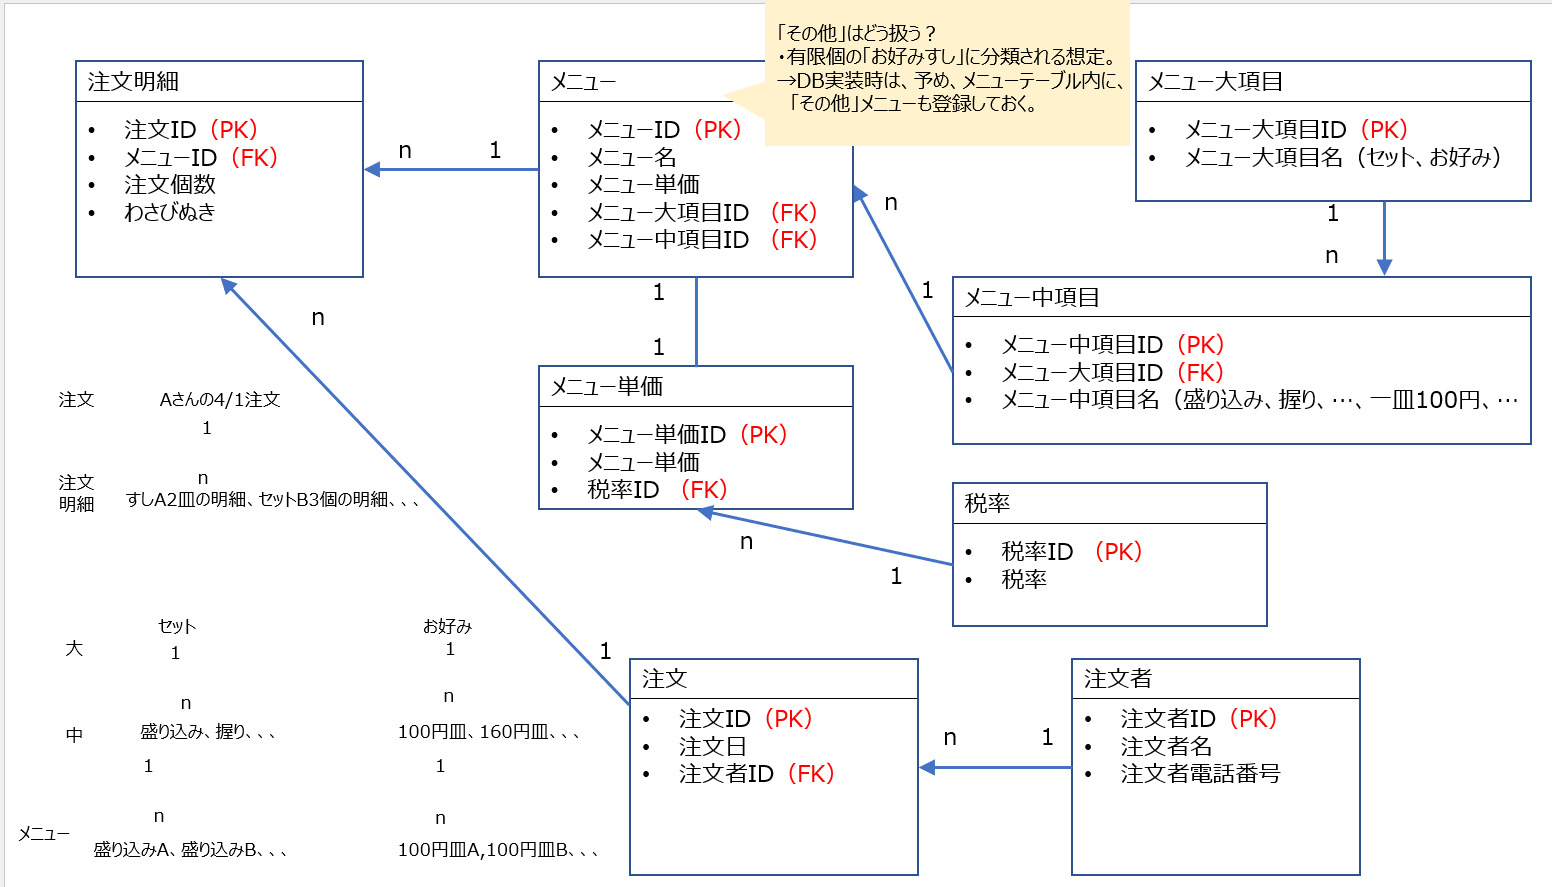 「その他」はどう扱う？
・有限個の「お好みすし」に分類される想定。
→DB実装時は、予め、メニューテーブル内に、
「その他」メニューも登録しておく。
注文明細
• 注文ID（PK）
• メニューID（FK）
• 注文個数
• わさびぬき
n
1
メニュー
• メニューID（PK）
• メニュー名
• メニュー単価
• メニュー大項目ID （FK）
• メニュー中項目ID （FK）
メニュー大項目
• メニュー大項目ID（PK）
• メニュー大項目名（セット、お好み）
1
n
n
1
メニュー中項目
• メニュー中項目ID（PK）
• メニュー大項目ID（FK）
• メニュー中項目名（盛り込み、握り、…、一皿100円、…
1
1
メニュー単価
• メニュー単価ID（PK）
• メニュー単価
• 税率ID （FK）
n
1
税率
• 税率ID （PK）
• 税率
n
1
注文
• 注文ID（PK）
• 注文日
• 注文者ID（FK）
n
1
注文者
• 注文者ID（PK）
• 注文者名
• 注文者電話番号
注文 Aさんの4/1注文
1
n
注文
明細
すしA2皿の明細、セットB3個の明細、、、
セット お好み
大 1 1
n n
中 盛り込み、握り、、、 100円皿、160円皿、、、
1 1
n n
メニュー
盛り込みA、盛り込みB、、、 100円皿A,100円皿B、、、